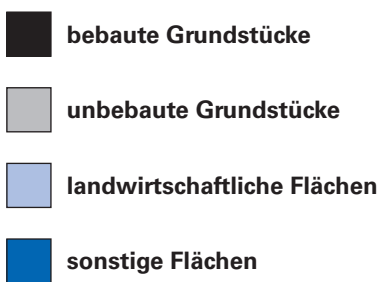 bebaute Grundstücke
unbebaute Grundstücke
landwirtschaftliche Flächen
sonstige Flächen